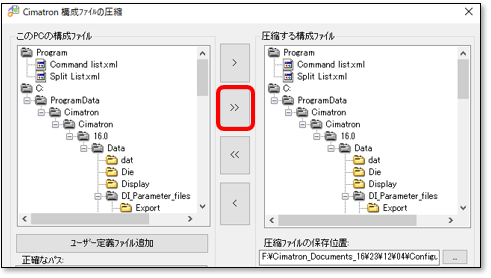 Cimatron 構成ファイルの圧縮
このPCの構成ファイル
Program
Command list.xml
Split List.xml
C:
ProgramData
Cimatron
Cimatron
16.0
Data
dat
Die
Display
DI_Parameter_files
Export
ユーザー定義ファイル追加
正確なパス:
>
>>
<<
<
圧縮する構成ファイル
Program
Command list.xml
Split List.xml
C:
ProgramData
Cimatron
Cimatron
16.0
Data
dat
Die
Display
DI_Parameter_files
Export
圧縮ファイルの保存位置:
F:¥Cimatron_Documents_16¥23¥12¥04¥Configu
...